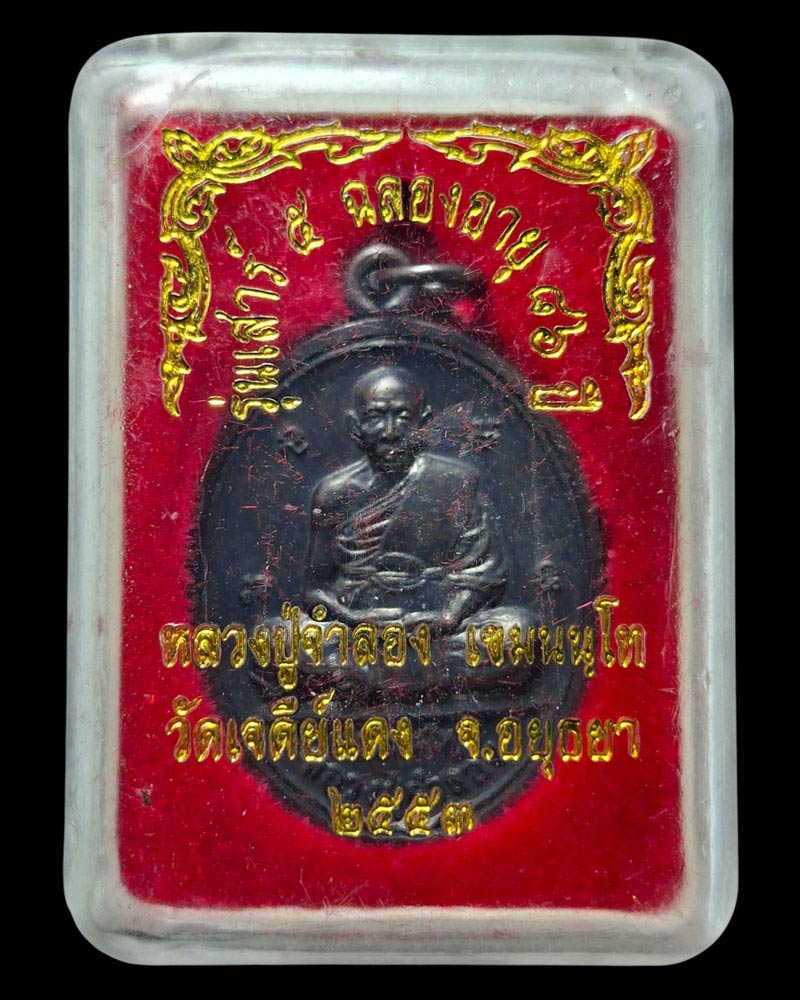 รุ่นเสาร์ ๕ ฉลองอายุ ๘๖ ปี
หลวงปู่จำลอง เขมนนฺโท
วัดเจดีย์แดง จ.อยุธยา
๒๕๕๓